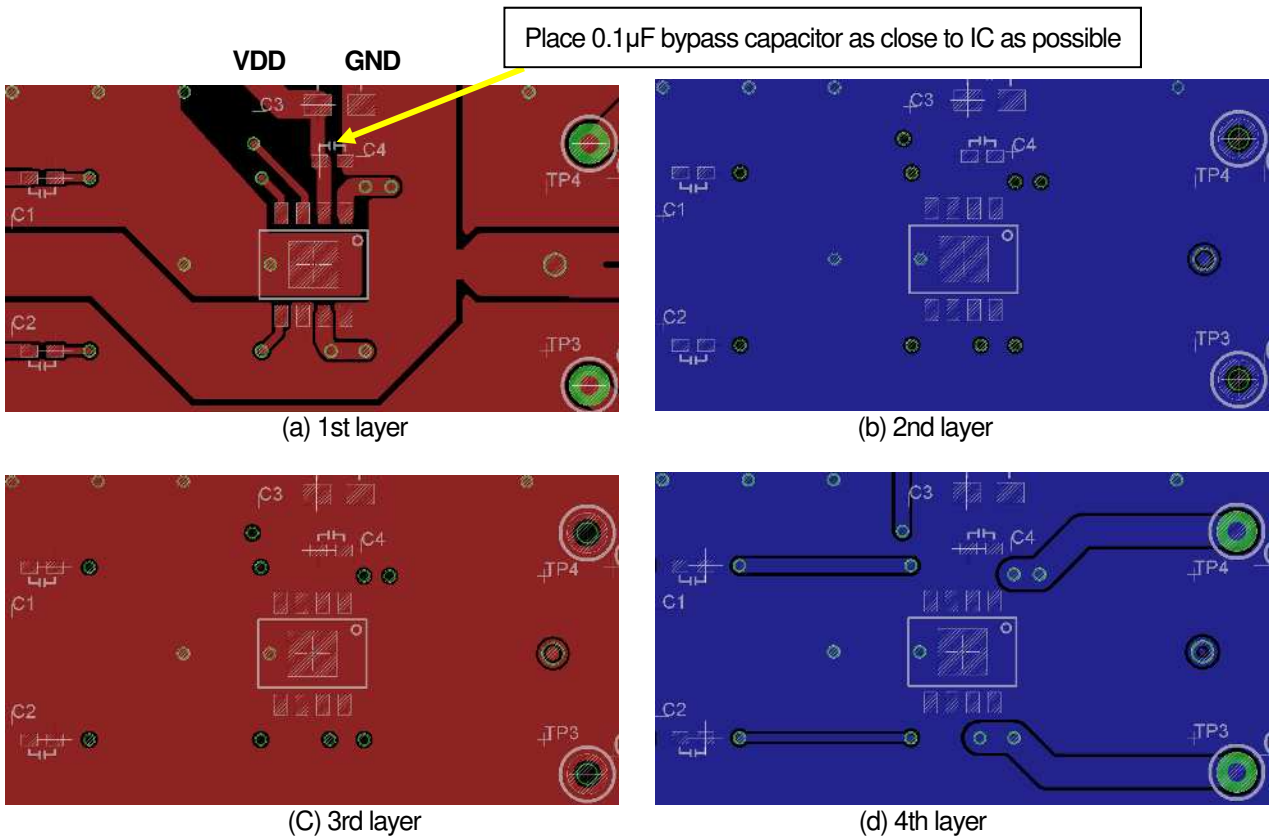 Place 0.1µF bypass capacitor as close to IC as possible
VDD GND
C3
C4
TP4
C1
C2
TP3
(a) 1st layer
C3
C4
TP4
C1
C2
TP3
(b) 2nd layer
C3
C4
TP4
C1
C2
TP3
(C) 3rd layer
C3
C4
TP4
C1
C2
TP3
(d) 4th layer